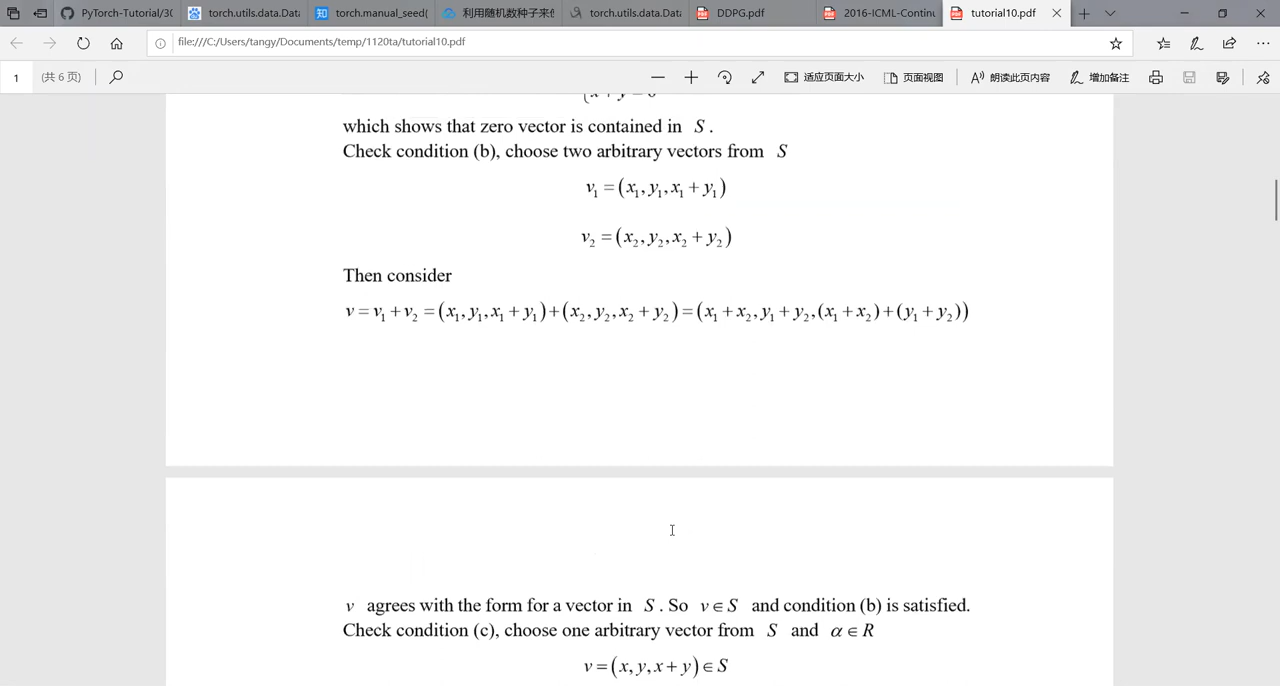 PyTorch-Tutorial/30
torch.utils.data.Data
torch.manual_seed(
利用随机数种子来创
torch.utils.data.Data
DDPG.pdf
2016-ICML-Continu
tutorial10.pdf
file:///C:/Users/tangy/Documents/temp/1120ta/tutorial10.pdf
1 (共 6 页) 适应页面大小 页面视图 朗读此页内容 增加备注
which shows that zero vector is contained in S .
Check condition (b), choose two arbitrary vectors from S
v₁ = (x₁, y₁, x₁ + y₁)
v₂ = (x₂, y₂, x₂ + y₂)
Then consider
v = v₁ + v₂ = (x₁, y₁, x₁ + y₁) + (x₂, y₂, x₂ + y₂) = (x₁ + x₂, y₁ + y₂, (x₁ + x₂) + (y₁ + y₂))
v agrees with the form for a vector in S . So v ∈ S and condition (b) is satisfied.
Check condition (c), choose one arbitrary vector from S and α ∈ R
v = (x, y, x + y) ∈ S